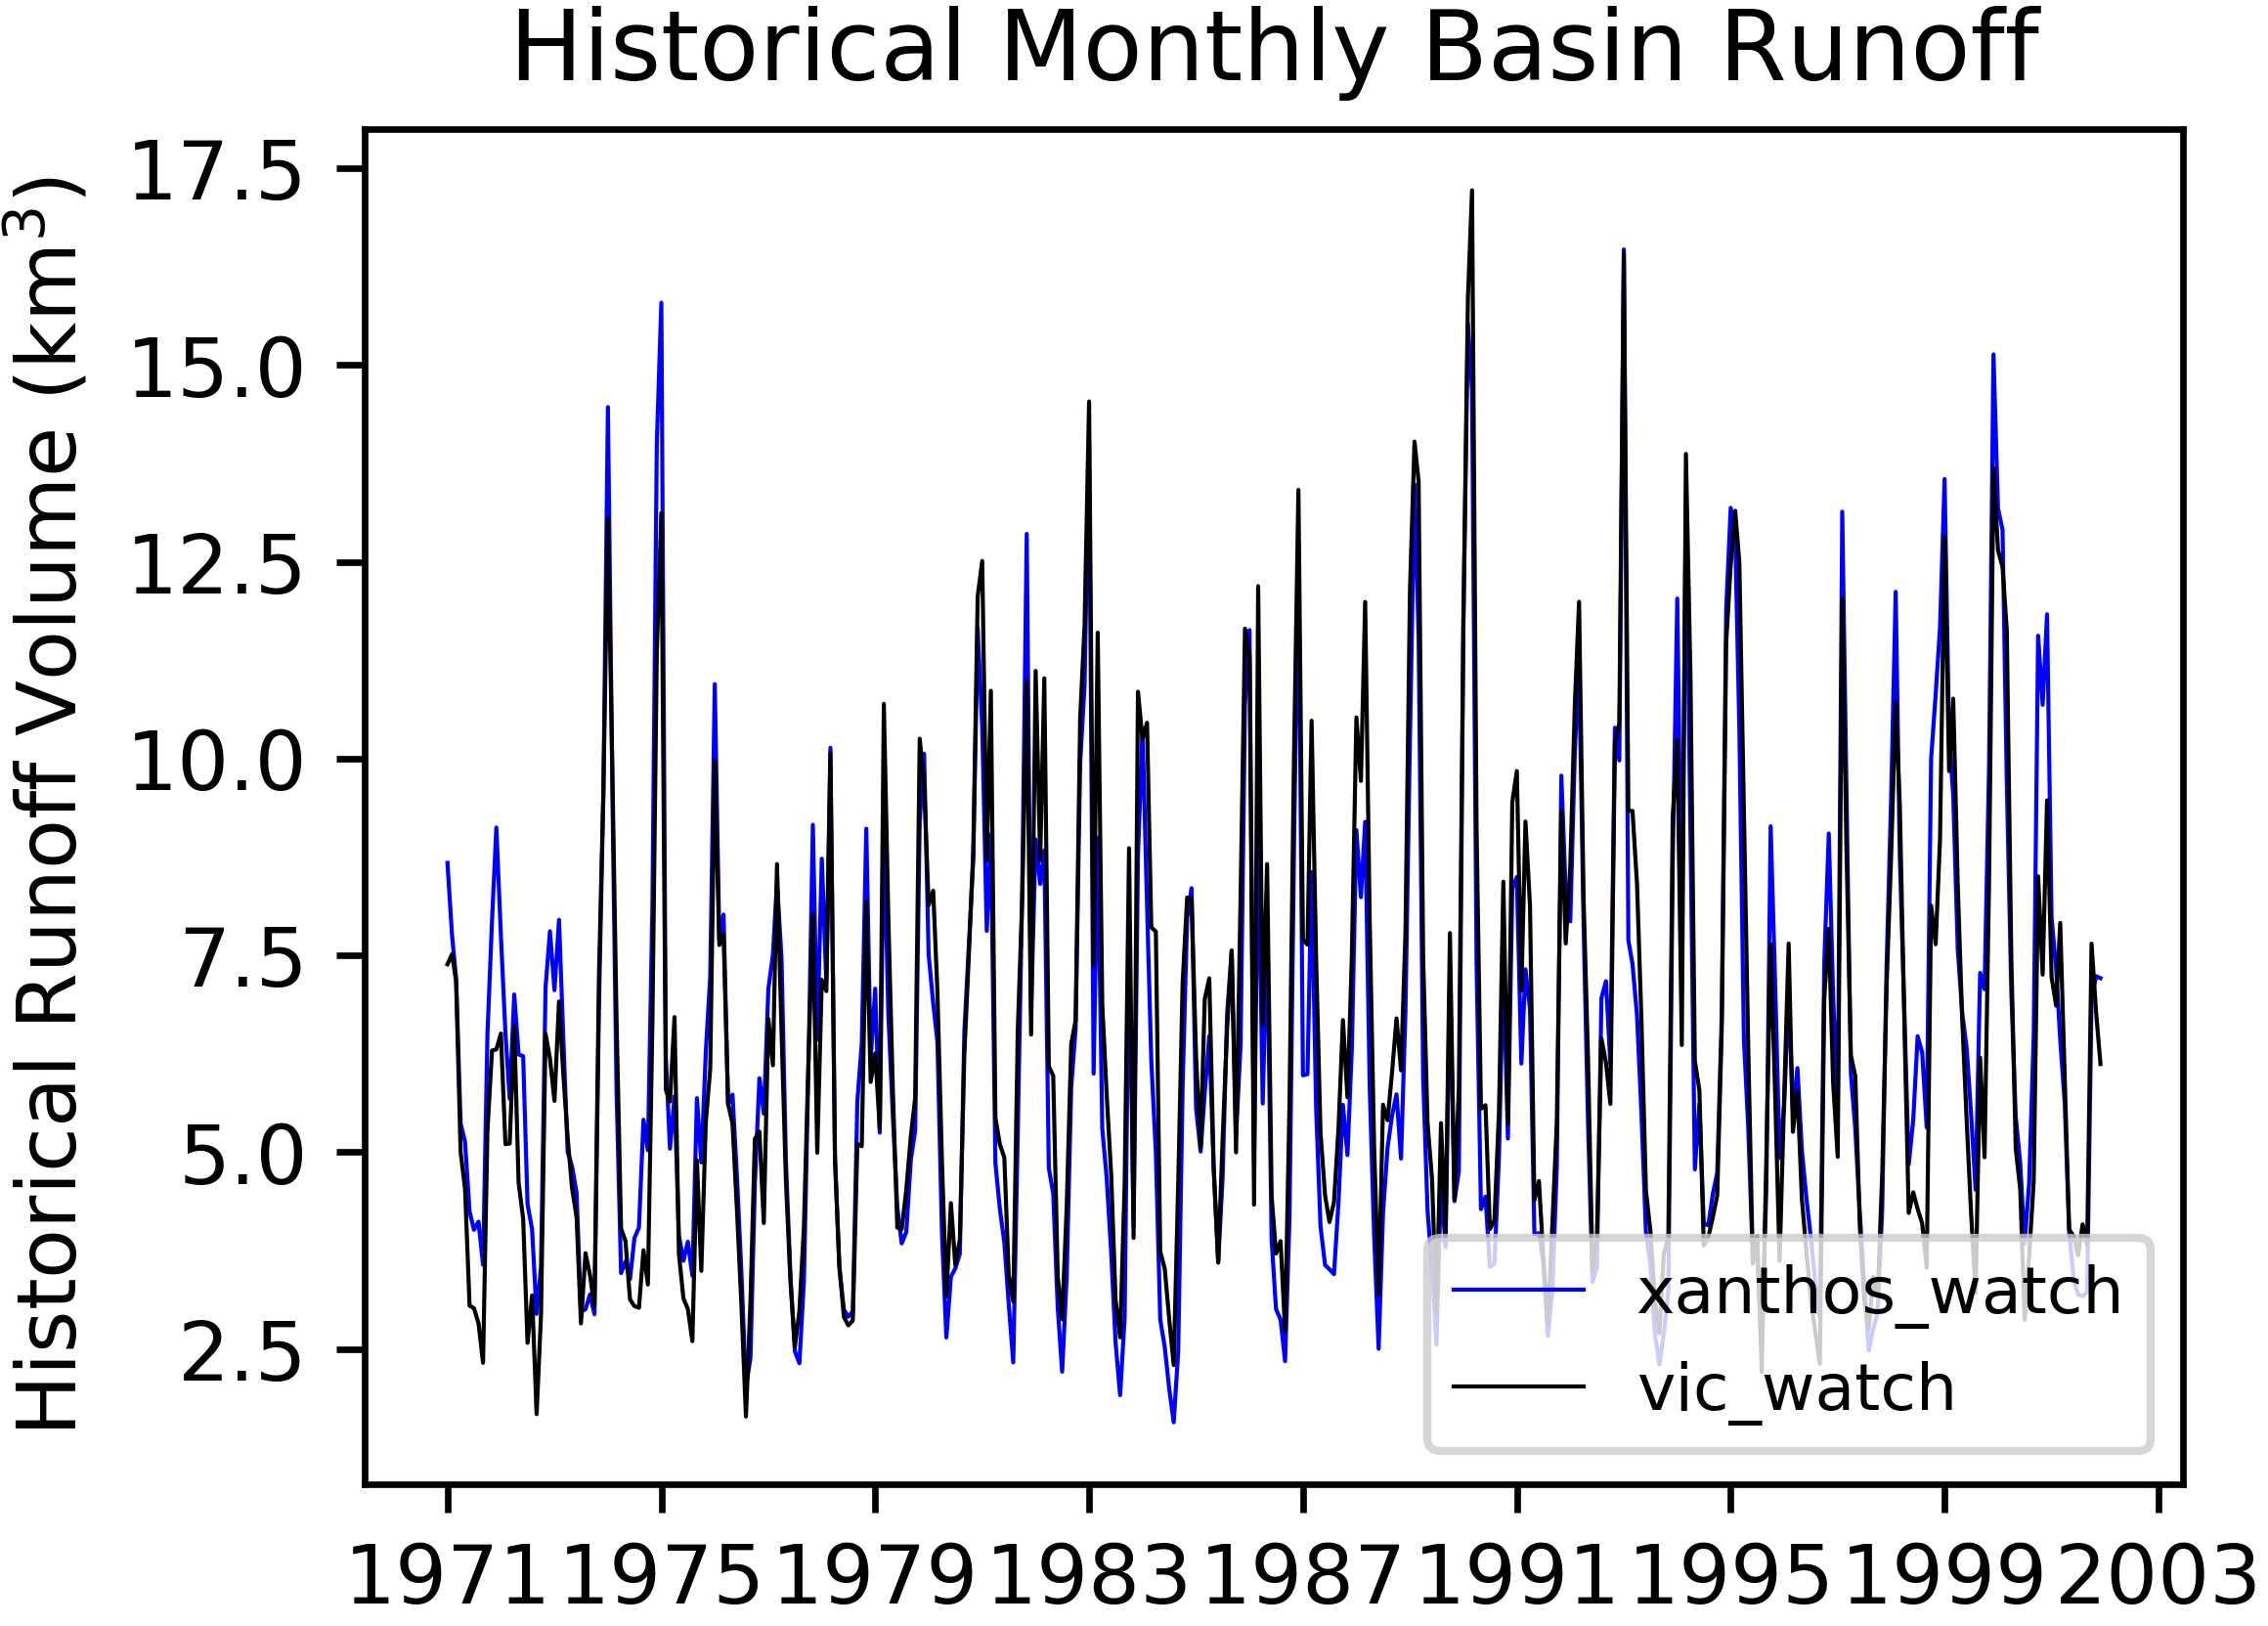 Historical Monthly Basin Runoff
Historical Runoff Volume (km³)
17.5
15.0
12.5
10.0
7.5
5.0
2.5
1971 1975 1979 1983 1987 1991 1995 1999 2003
xanthos_watch
vic_watch